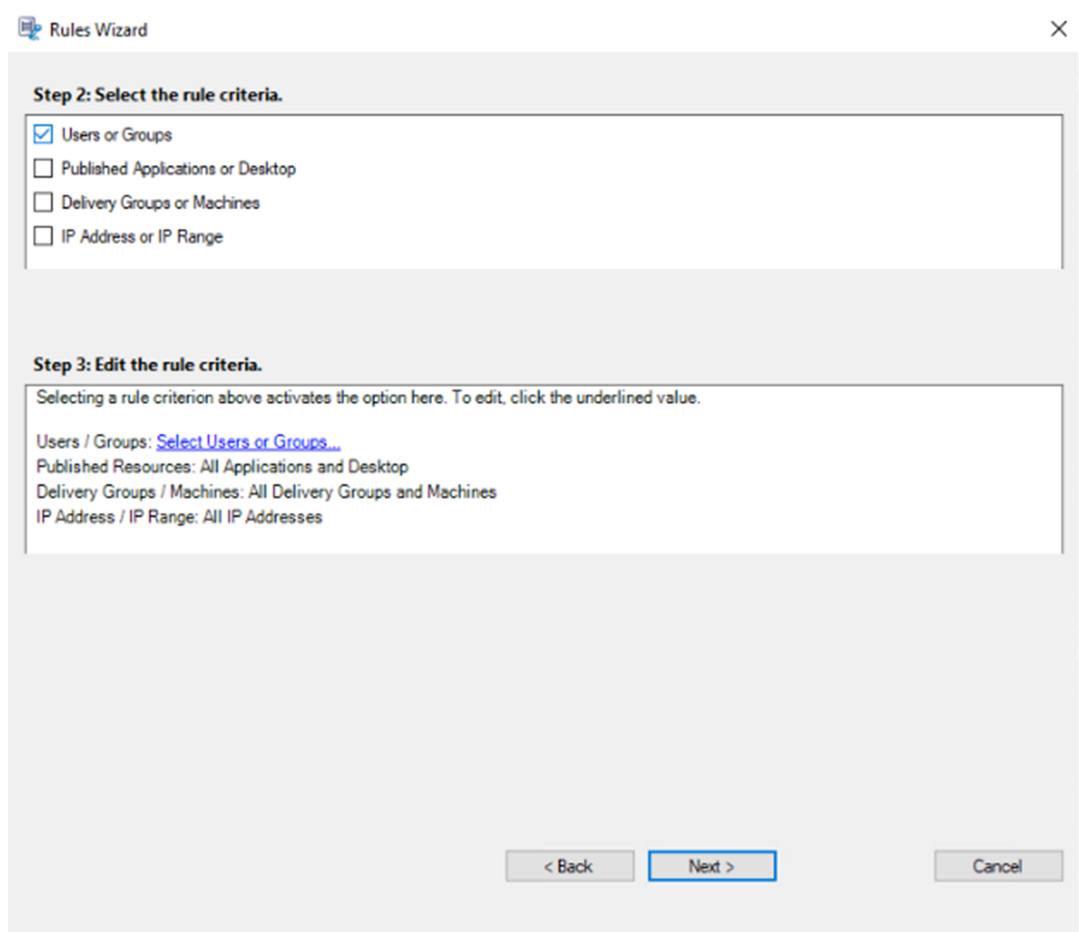 Rules Wizard
Step 2: Select the rule criteria.
Users or Groups
Published Applications or Desktop
Delivery Groups or Machines
IP Address or IP Range
Step 3: Edit the rule criteria.
Selecting a rule criterion above activates the option here. To edit, click the underlined value.
Users / Groups: Select Users or Groups...
Published Resources: All Applications and Desktop
Delivery Groups / Machines: All Delivery Groups and Machines
IP Address / IP Range: All IP Addresses
< Back Next > Cancel